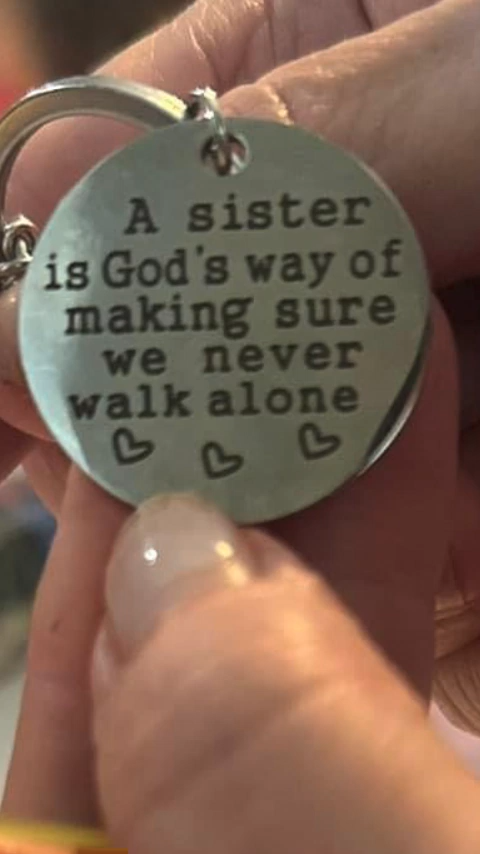 A sister
is God's way of
making sure
we never
walk alone